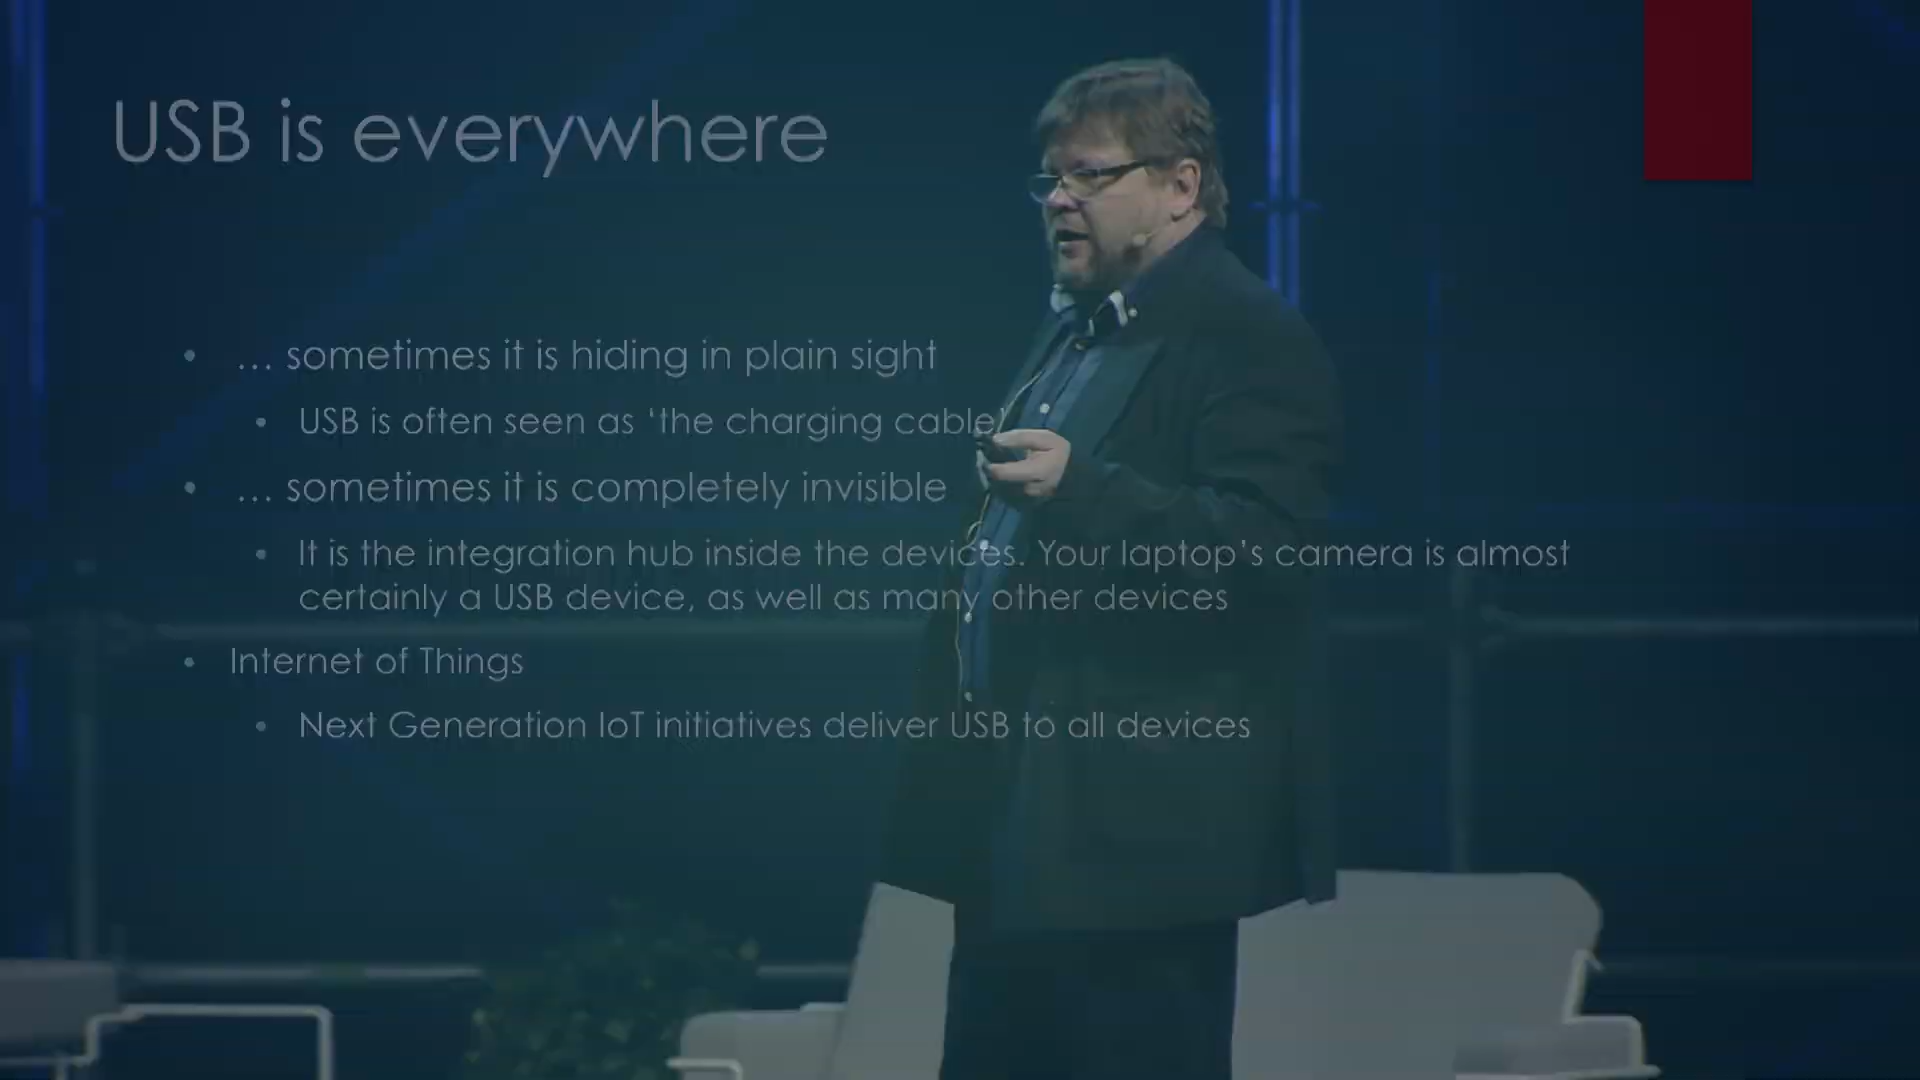 USB is everywhere
• … sometimes it is hiding in plain sight
• USB is often seen as ‘the charging cable’
• … sometimes it is completely invisible
• It is the integration hub inside the devices. Your laptop’s camera is almost
certainly a USB device, as well as many other devices
• Internet of Things
• Next Generation IoT initiatives deliver USB to all devices